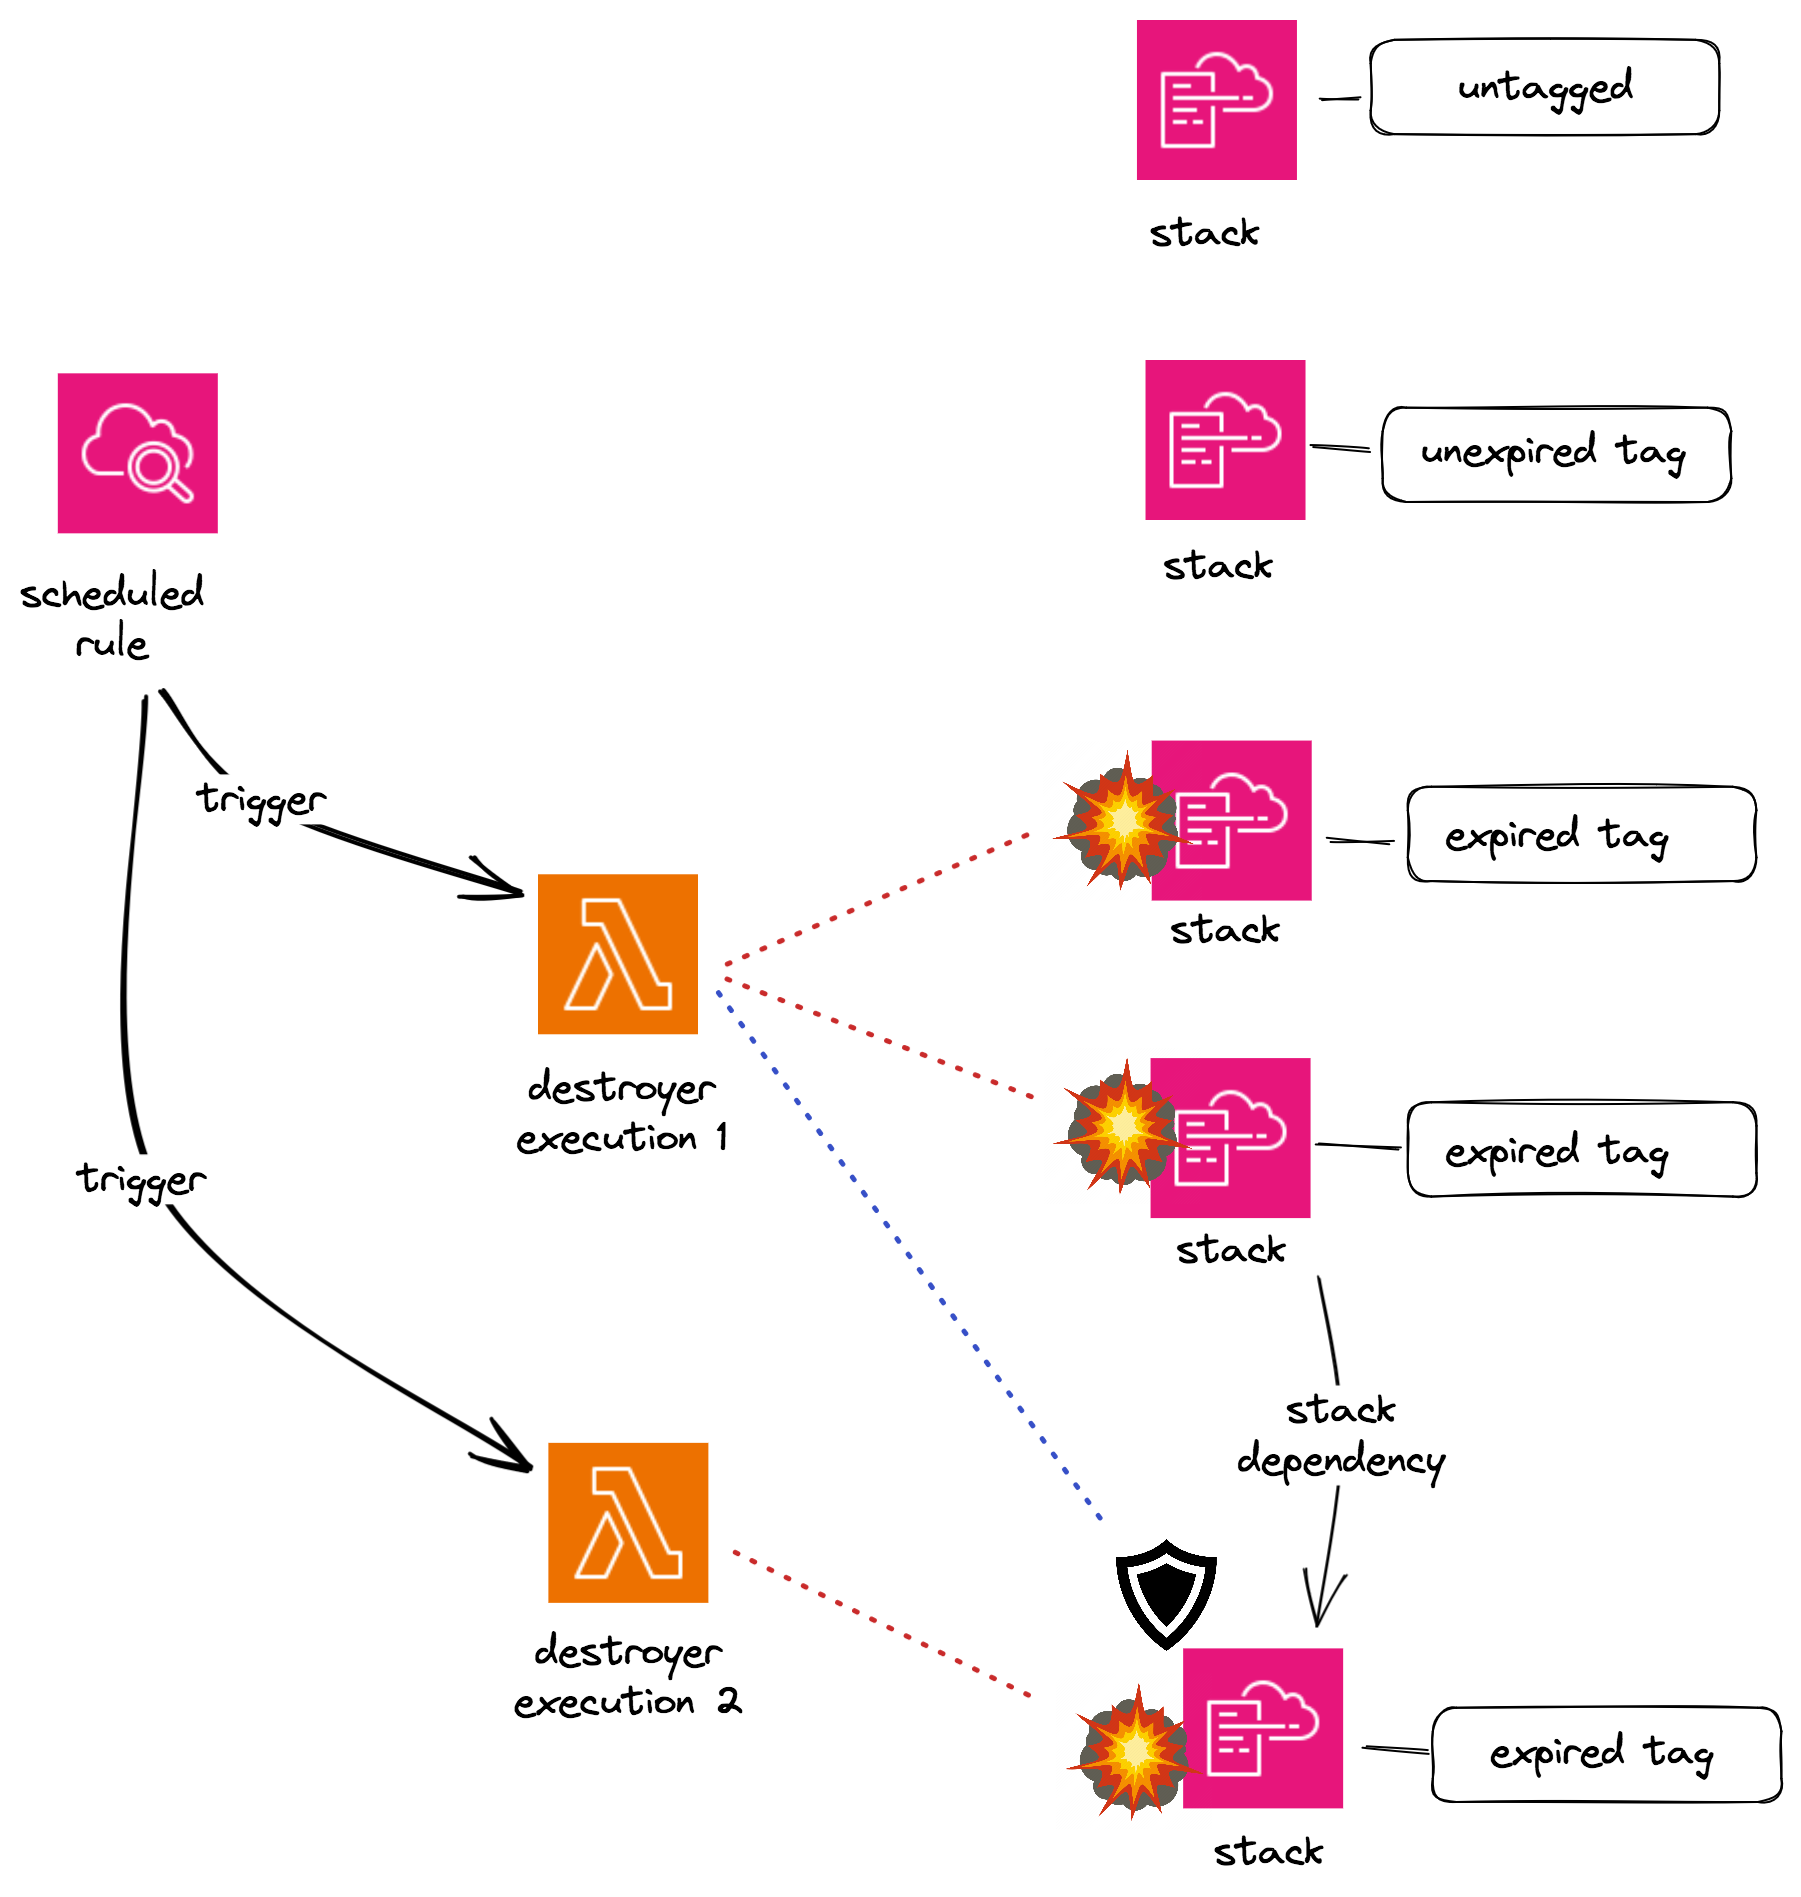 untagged
stack
unexpired tag
stack
scheduled
rule
trigger
expired tag
stack
destroyer
execution 1
expired tag
stack
trigger
stack
dependency
destroyer
execution 2
expired tag
stack